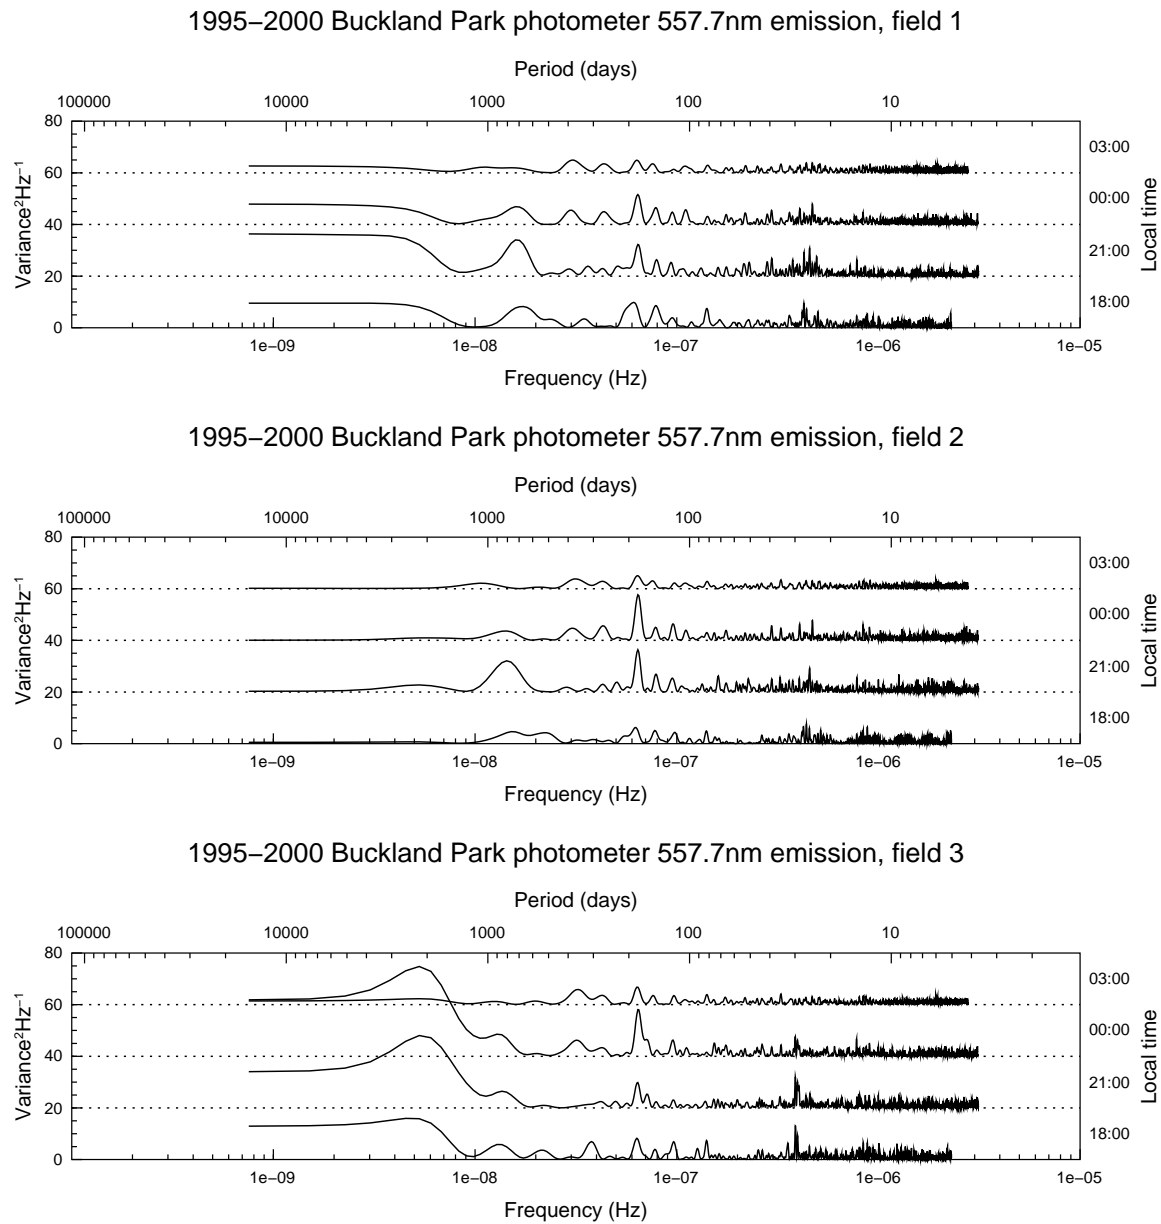 1995−2000 Buckland Park photometer 557.7nm emission, field 1
Period (days)
100000 10000 1000 100 10
80
60
40
20
0
Variance²Hz⁻¹
03:00
00:00
21:00
18:00
Local time
1e−09 1e−08 1e−07 1e−06 1e−05
Frequency (Hz)
1995−2000 Buckland Park photometer 557.7nm emission, field 2
Period (days)
100000 10000 1000 100 10
80
60
40
20
0
Variance²Hz⁻¹
03:00
00:00
21:00
18:00
Local time
1e−09 1e−08 1e−07 1e−06 1e−05
Frequency (Hz)
1995−2000 Buckland Park photometer 557.7nm emission, field 3
Period (days)
100000 10000 1000 100 10
80
60
40
20
0
Variance²Hz⁻¹
03:00
00:00
21:00
18:00
Local time
1e−09 1e−08 1e−07 1e−06 1e−05
Frequency (Hz)